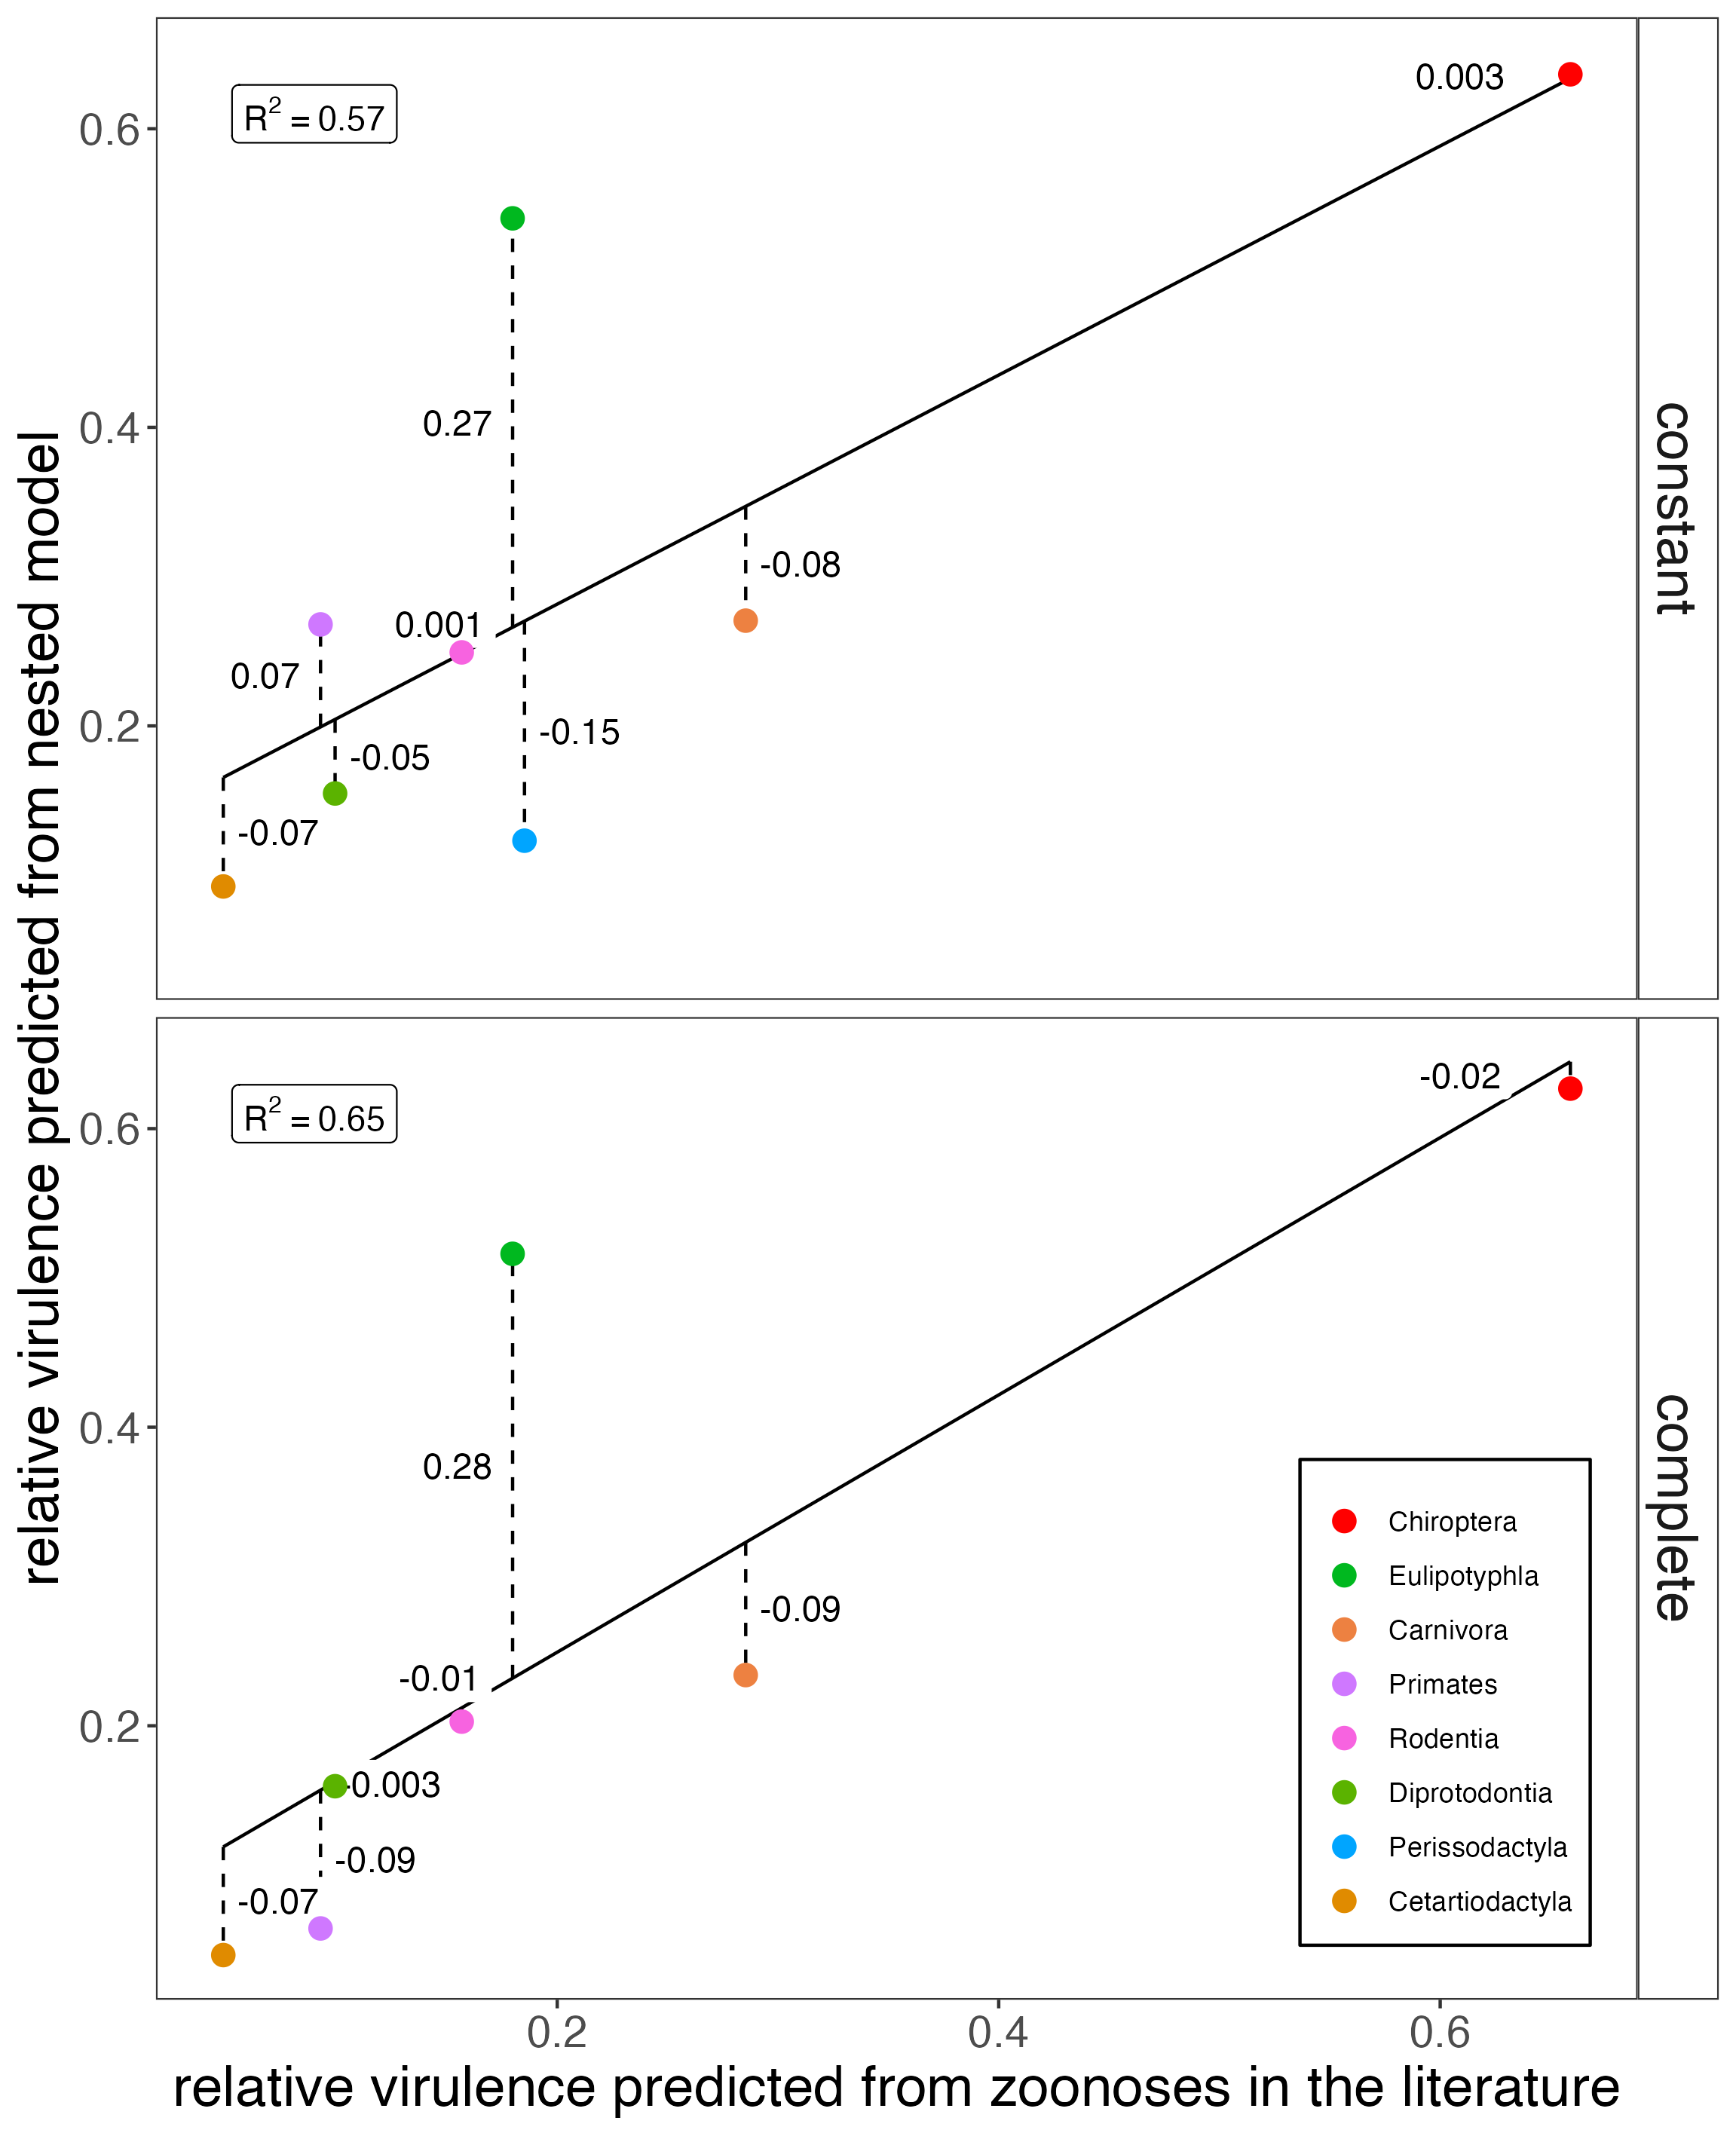 relative virulence predicted from nested model
R² = 0.57
0.003
0.6
0.27
0.4
-0.08
0.001
0.07
0.2
-0.15
-0.05
-0.07
constant
R² = 0.65
-0.02
0.6
0.28
0.4
-0.09
-0.01
0.2
-0.003
-0.09
-0.07
complete
Chiroptera
Eulipotyphla
Carnivora
Primates
Rodentia
Diprotodontia
Perissodactyla
Cetartiodactyla
0.2 0.4 0.6
relative virulence predicted from zoonoses in the literature